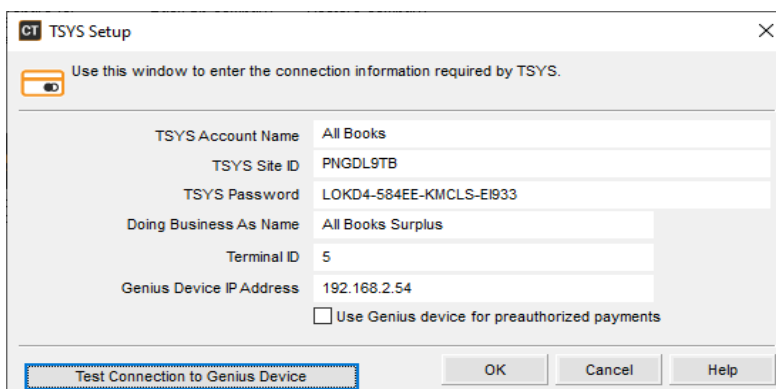 CT TSYS Setup
Use this window to enter the connection information required by TSYS.
TSYS Account Name All Books
TSYS Site ID PNGDL9TB
TSYS Password LOKD4-584EE-KMCLS-EI933
Doing Business As Name All Books Surplus
Terminal ID 5
Genius Device IP Address 192.168.2.54
Use Genius device for preauthorized payments
Test Connection to Genius Device OK Cancel Help